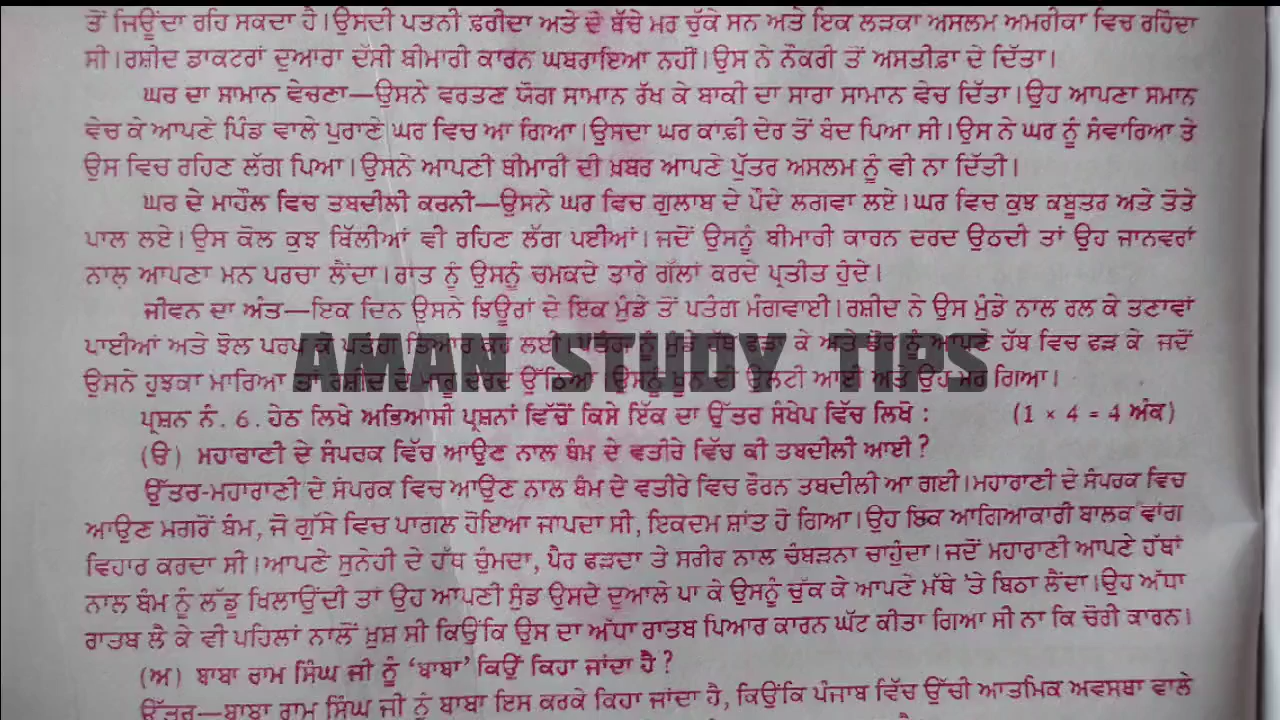 ਤੋਂ ਜਿਊਂਦਾ ਰਹਿ ਸਕਦਾ ਹੈ। ਉਸਦੀ ਪਤਨੀ ਫ਼ਰੀਦਾ ਅਤੇ ਦੋ ਬੱਚੇ ਮਰ ਚੁੱਕੇ ਸਨ ਅਤੇ ਇਕ ਲੜਕਾ ਅਸਲਮ ਅਮਰੀਕਾ ਵਿਚ ਰਹਿੰਦਾ
ਸੀ। ਰਸ਼ੀਦ ਡਾਕਟਰਾਂ ਦੁਆਰਾ ਦੱਸੀ ਬੀਮਾਰੀ ਕਾਰਨ ਘਬਰਾਇਆ ਨਹੀਂ। ਉਸ ਨੇ ਨੌਕਰੀ ਤੋਂ ਅਸਤੀਫ਼ਾ ਦੇ ਦਿੱਤਾ।
ਘਰ ਦਾ ਸਾਮਾਨ ਵੇਚਣਾ—ਉਸਨੇ ਵਰਤਣ ਯੋਗ ਸਾਮਾਨ ਰੱਖ ਕੇ ਬਾਕੀ ਦਾ ਸਾਰਾ ਸਾਮਾਨ ਵੇਚ ਦਿੱਤਾ। ਉਹ ਆਪਣਾ ਸਮਾਨ
ਵੇਚ ਕੇ ਆਪਣੇ ਪਿੰਡ ਵਾਲੇ ਪੁਰਾਣੇ ਘਰ ਵਿਚ ਆ ਗਿਆ। ਉਸਦਾ ਘਰ ਕਾਫ਼ੀ ਦੇਰ ਤੋਂ ਬੰਦ ਪਿਆ ਸੀ। ਉਸ ਨੇ ਘਰ ਨੂੰ ਸੰਵਾਰਿਆ ਤੇ
ਉਸ ਵਿਚ ਰਹਿਣ ਲੱਗ ਪਿਆ। ਉਸਨੇ ਆਪਣੀ ਬੀਮਾਰੀ ਦੀ ਖ਼ਬਰ ਆਪਣੇ ਪੁੱਤਰ ਅਸਲਮ ਨੂੰ ਵੀ ਨਾ ਦਿੱਤੀ।
ਘਰ ਦੇ ਮਾਹੌਲ ਵਿਚ ਤਬਦੀਲੀ ਕਰਨੀ—ਉਸਨੇ ਘਰ ਵਿਚ ਗੁਲਾਬ ਦੇ ਪੌਦੇ ਲਗਵਾ ਲਏ। ਘਰ ਵਿਚ ਕੁਝ ਕਬੂਤਰ ਅਤੇ ਤੋਤੇ
ਪਾਲ ਲਏ। ਉਸ ਕੋਲ ਕੁਝ ਬਿੱਲੀਆਂ ਵੀ ਰਹਿਣ ਲੱਗ ਪਈਆਂ। ਜਦੋਂ ਉਸਨੂੰ ਬੀਮਾਰੀ ਕਾਰਨ ਦਰਦ ਉਠਦੀ ਤਾਂ ਉਹ ਜਾਨਵਰਾਂ
ਨਾਲ਼ ਆਪਣਾ ਮਨ ਪਰਚਾ ਲੈਂਦਾ। ਰਾਤ ਨੂੰ ਉਸਨੂੰ ਚਮਕਦੇ ਤਾਰੇ ਗੱਲਾਂ ਕਰਦੇ ਪ੍ਰਤੀਤ ਹੁੰਦੇ।
ਜੀਵਨ ਦਾ ਅੰਤ—ਇਕ ਦਿਨ ਉਸਨੇ ਝਿਊਰਾਂ ਦੇ ਇਕ ਮੁੰਡੇ ਤੋਂ ਪਤੰਗ ਮੰਗਵਾਈ। ਰਸ਼ੀਦ ਨੇ ਉਸ ਮੁੰਡੇ ਨਾਲ ਰਲ ਕੇ ਤਣਾਵਾਂ
ਪਾਈਆਂ ਅਤੇ ਝੋਲ ਪਰਖ ਕੇ ਪਤੰਗ ਤਿਆਰ ਕਰ ਲਈ। ਪਤੰਗ ਨੂੰ ਮੁੰਡੇ ਹੱਥ ਫੜਾ ਕੇ ਅਤੇ ਡੋਰ ਨੂੰ ਆਪਣੇ ਹੱਥ ਵਿਚ ਫੜ ਕੇ ਜਦੋਂ
AMAN STUDY TIPS
ਉਸਨੇ ਹੁਝਕਾ ਮਾਰਿਆ ਤਾਂ ਰਸ਼ੀਦ ਦੇ ਮਾਰੂ ਦਰਦ ਉੱਠਿਆ ਉਸਨੂੰ ਖ਼ੂਨ ਦੀ ਉਲਟੀ ਆਈ ਅਤੇ ਉਹ ਮਰ ਗਿਆ।
ਪ੍ਰਸ਼ਨ ਨੰ. 6. ਹੇਠ ਲਿਖੇ ਅਭਿਆਸੀ ਪ੍ਰਸ਼ਨਾਂ ਵਿੱਚੋਂ ਕਿਸੇ ਇੱਕ ਦਾ ਉੱਤਰ ਸੰਖੇਪ ਵਿੱਚ ਲਿਖੋ : (1 × 4 = 4 ਅੰਕ)
(ੳ) ਮਹਾਰਾਣੀ ਦੇ ਸੰਪਰਕ ਵਿੱਚ ਆਉਣ ਨਾਲ ਬੰਮ ਦੇ ਵਤੀਰੇ ਵਿੱਚ ਕੀ ਤਬਦੀਲੀ ਆਈ ?
ਉੱਤਰ-ਮਹਾਰਾਣੀ ਦੇ ਸੰਪਰਕ ਵਿਚ ਆਉਣ ਨਾਲ ਬੰਮ ਦੇ ਵਤੀਰੇ ਵਿਚ ਫੌਰਨ ਤਬਦੀਲੀ ਆ ਗਈ। ਮਹਾਰਾਣੀ ਦੇ ਸੰਪਰਕ ਵਿਚ
ਆਉਣ ਮਗਰੋਂ ਬੰਮ, ਜੋ ਗੁੱਸੇ ਵਿਚ ਪਾਗਲ ਹੋਇਆ ਜਾਪਦਾ ਸੀ, ਇਕਦਮ ਸ਼ਾਂਤ ਹੋ ਗਿਆ। ਉਹ ਇਕ ਆਗਿਆਕਾਰੀ ਬਾਲਕ ਵਾਂਗ
ਵਿਹਾਰ ਕਰਦਾ ਸੀ। ਆਪਣੇ ਸੁਨੇਹੀ ਦੇ ਹੱਥ ਚੁੰਮਦਾ, ਪੈਰ ਫੜਦਾ ਤੇ ਸਰੀਰ ਨਾਲ ਚੰਬੜਨਾ ਚਾਹੁੰਦਾ। ਜਦੋਂ ਮਹਾਰਾਣੀ ਆਪਣੇ ਹੱਥਾਂ
ਨਾਲ ਬੰਮ ਨੂੰ ਲੱਡੂ ਖਿਲਾਉਂਦੀ ਤਾਂ ਉਹ ਆਪਣੀ ਸੁੰਡ ਉਸਦੇ ਦੁਆਲੇ ਪਾ ਕੇ ਉਸਨੂੰ ਚੁੱਕ ਕੇ ਆਪਣੇ ਮੱਥੇ 'ਤੇ ਬਿਠਾ ਲੈਂਦਾ। ਉਹ ਅੱਧਾ
ਰਾਤਬ ਲੈ ਕੇ ਵੀ ਪਹਿਲਾਂ ਨਾਲੋਂ ਖ਼ੁਸ਼ ਸੀ ਕਿਉਂਕਿ ਉਸ ਦਾ ਅੱਧਾ ਰਾਤਬ ਪਿਆਰ ਕਾਰਨ ਘੱਟ ਕੀਤਾ ਗਿਆ ਸੀ ਨਾ ਕਿ ਚੋਰੀ ਕਾਰਨ।
(ਅ) ਬਾਬਾ ਰਾਮ ਸਿੰਘ ਜੀ ਨੂੰ ‘ਬਾਬਾ’ ਕਿਉਂ ਕਿਹਾ ਜਾਂਦਾ ਹੈ ?
ਉੱਤਰ—ਬਾਬਾ ਰਾਮ ਸਿੰਘ ਜੀ ਨੂੰ ਬਾਬਾ ਇਸ ਕਰਕੇ ਕਿਹਾ ਜਾਂਦਾ ਹੈ, ਕਿਉਂਕਿ ਪੰਜਾਬ ਵਿੱਚ ਉੱਚੀ ਆਤਮਿਕ ਅਵਸਥਾ ਵਾਲੇ